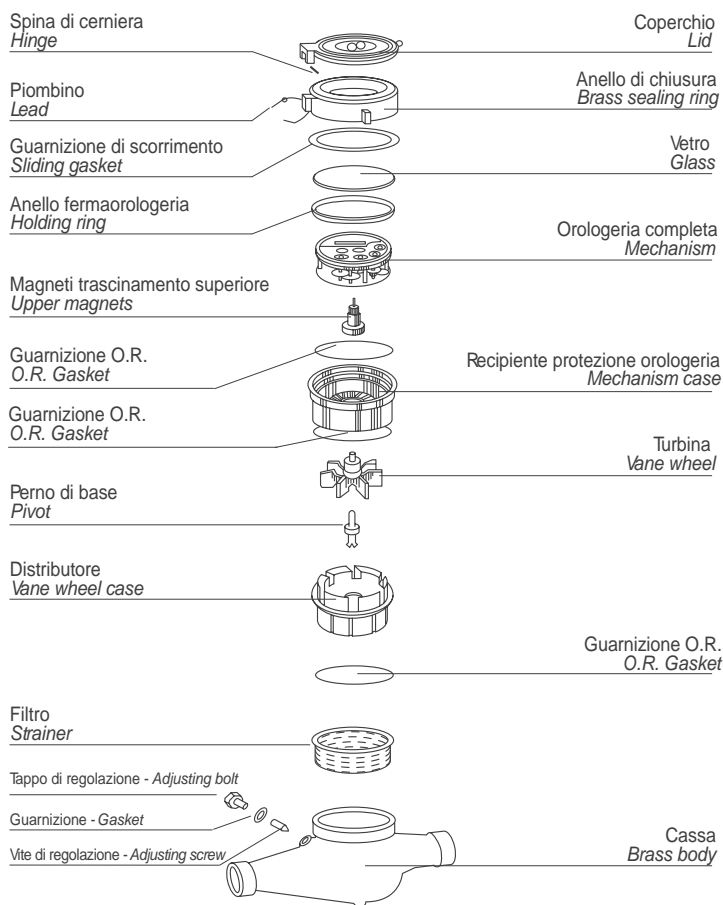 Spina di cerniera
Hinge
Coperchio
Lid
Piombino
Lead
Anello di chiusura
Brass sealing ring
Guarnizione di scorrimento
Sliding gasket
Vetro
Glass
Anello fermaorologeria
Holding ring
Orologeria completa
Mechanism
Magneti trascinamento superiore
Upper magnets
Guarnizione O.R.
O.R. Gasket
Recipiente protezione orologeria
Mechanism case
Guarnizione O.R.
O.R. Gasket
Turbina
Vane wheel
Perno di base
Pivot
Distributore
Vane wheel case
Guarnizione O.R.
O.R. Gasket
Filtro
Strainer
Tappo di regolazione - Adjusting bolt
Guarnizione - Gasket
Vite di regolazione - Adjusting screw
Cassa
Brass body